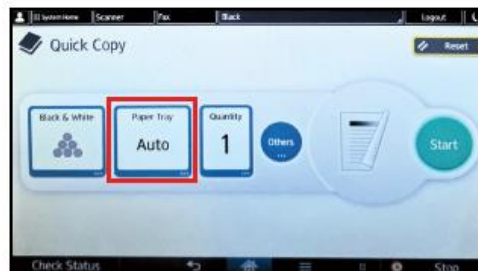 System Home Scanner Fax Black Logout
Quick Copy
Reset
Black & White
Paper Tray
Auto
Quantity
1
Others
Start
Check Status
Stop